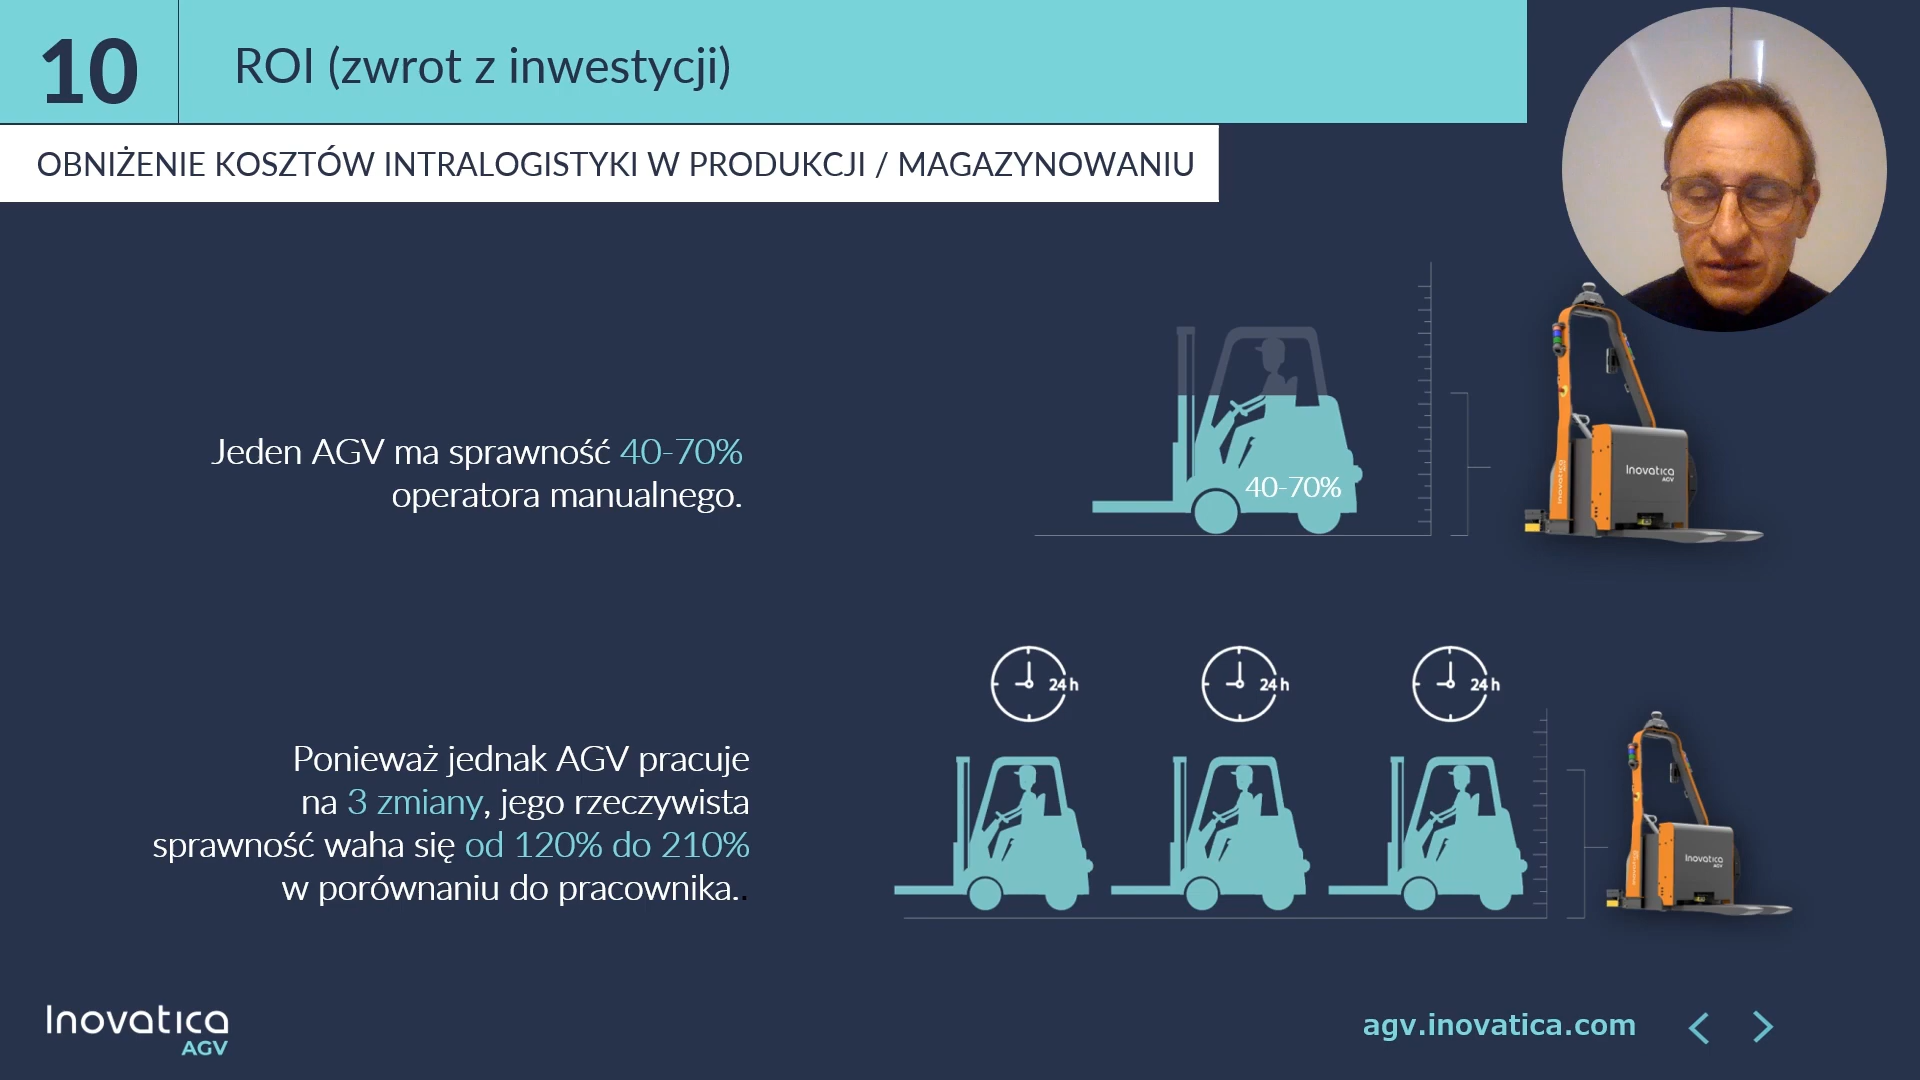 10
ROI (zwrot z inwestycji)
OBNIŻENIE KOSZTÓW INTRALOGISTYKI W PRODUKCJI / MAGAZYNOWANIU
Jeden AGV ma sprawność 40-70%
operatora manualnego.
40-70%
Inovatica
AGV
24 h
24 h
24 h
Ponieważ jednak AGV pracuje
na 3 zmiany, jego rzeczywista
sprawność waha się od 120% do 210%
w porównaniu do pracownika..
Inovatica
AGV
Inovatica
AGV
agv.inovatica.com